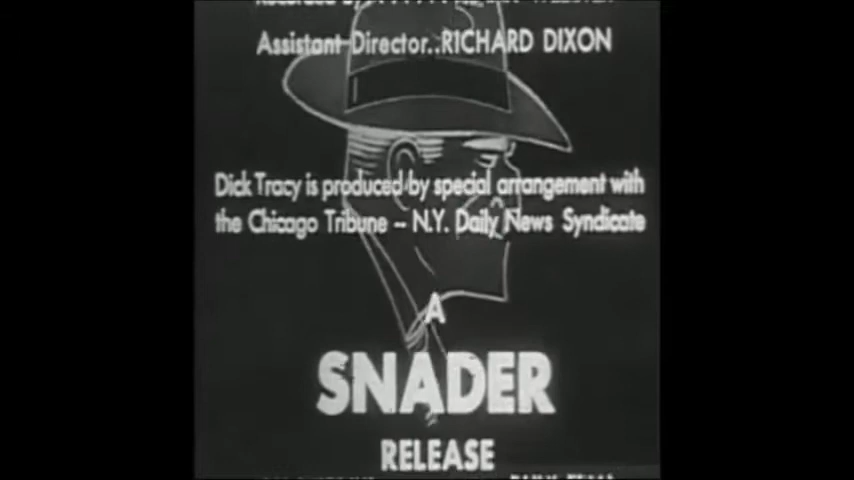 Assistant Director..RICHARD DIXON
Dick Tracy is produced by special arrangement with
the Chicago Tribune – N.Y. Daily News Syndicate
A
SNADER
RELEASE